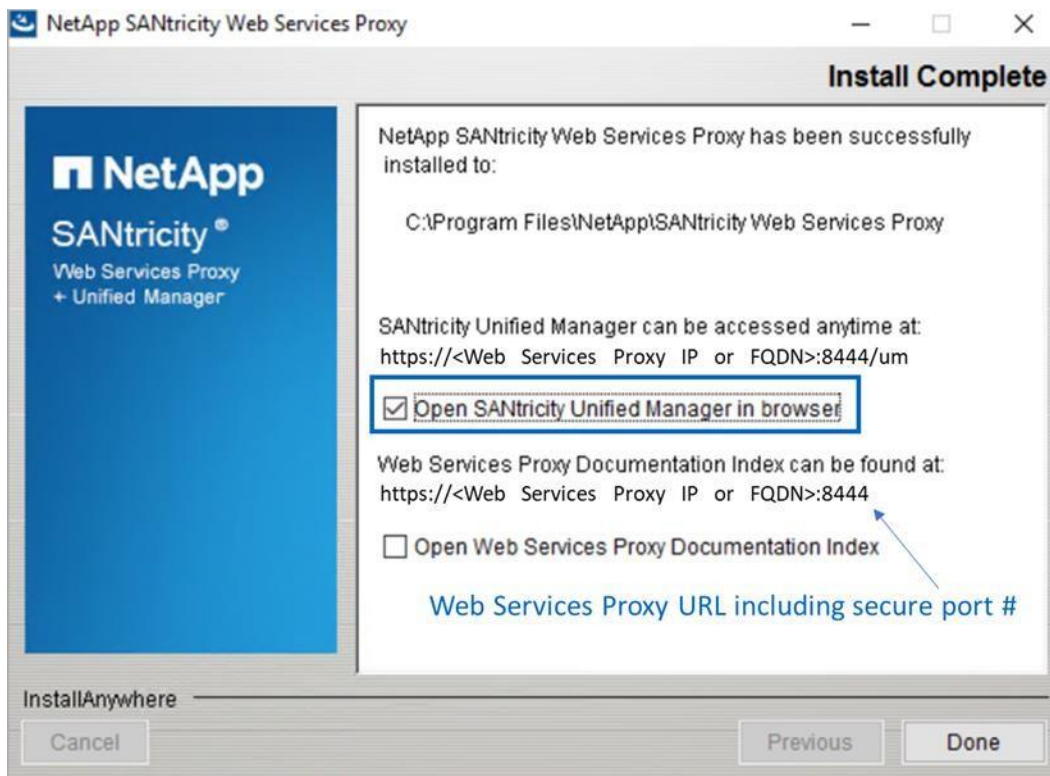 NetApp SANtricity Web Services Proxy
Install Complete
NetApp
SANtricity ®
Web Services Proxy
+ Unified Manager
NetApp SANtricity Web Services Proxy has been successfully
installed to:
C:\Program Files\NetApp\SANtricity Web Services Proxy
SANtricity Unified Manager can be accessed anytime at:
https://<Web Services Proxy IP or FQDN>:8444/um
Open SANtricity Unified Manager in browser
Web Services Proxy Documentation Index can be found at:
https://<Web Services Proxy IP or FQDN>:8444
Open Web Services Proxy Documentation Index
Web Services Proxy URL including secure port #
InstallAnywhere
Cancel
Previous
Done